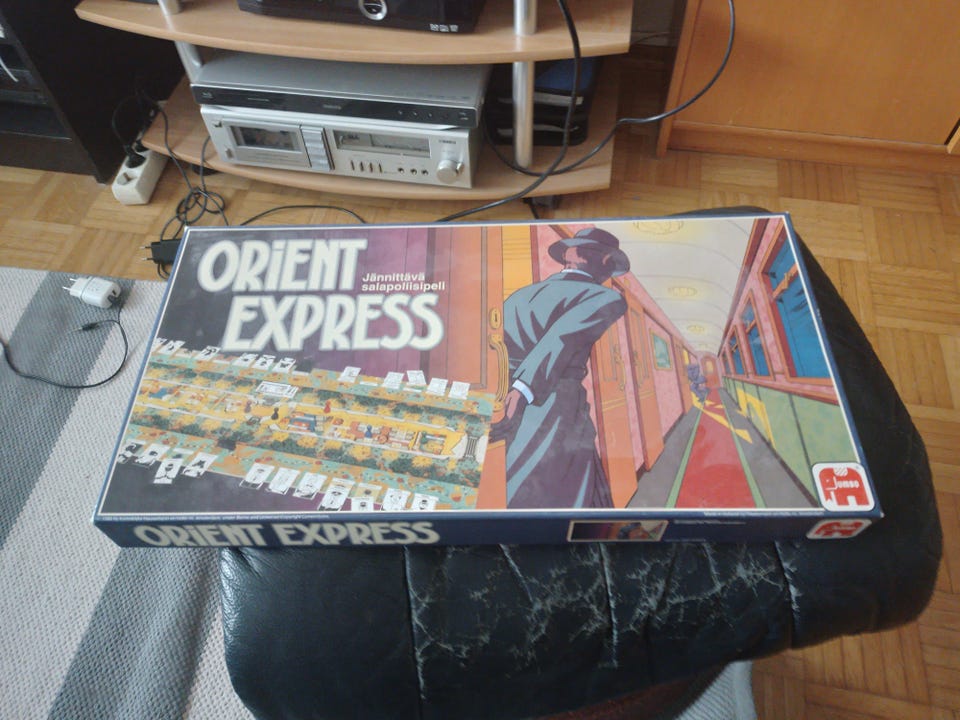 ORIENT
EXPRESS
Jännittävä
salapoliisipeli
Jumbo
ORIENT EXPRESS